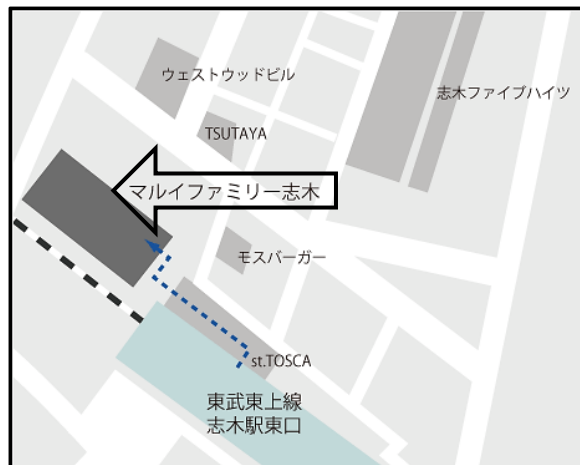 ウェストウッドビル
志木ファイブハイツ
TSUTAYA
マルイファミリー志木
モスバーガー
st.TOSCA
東武東上線
志木駅東口